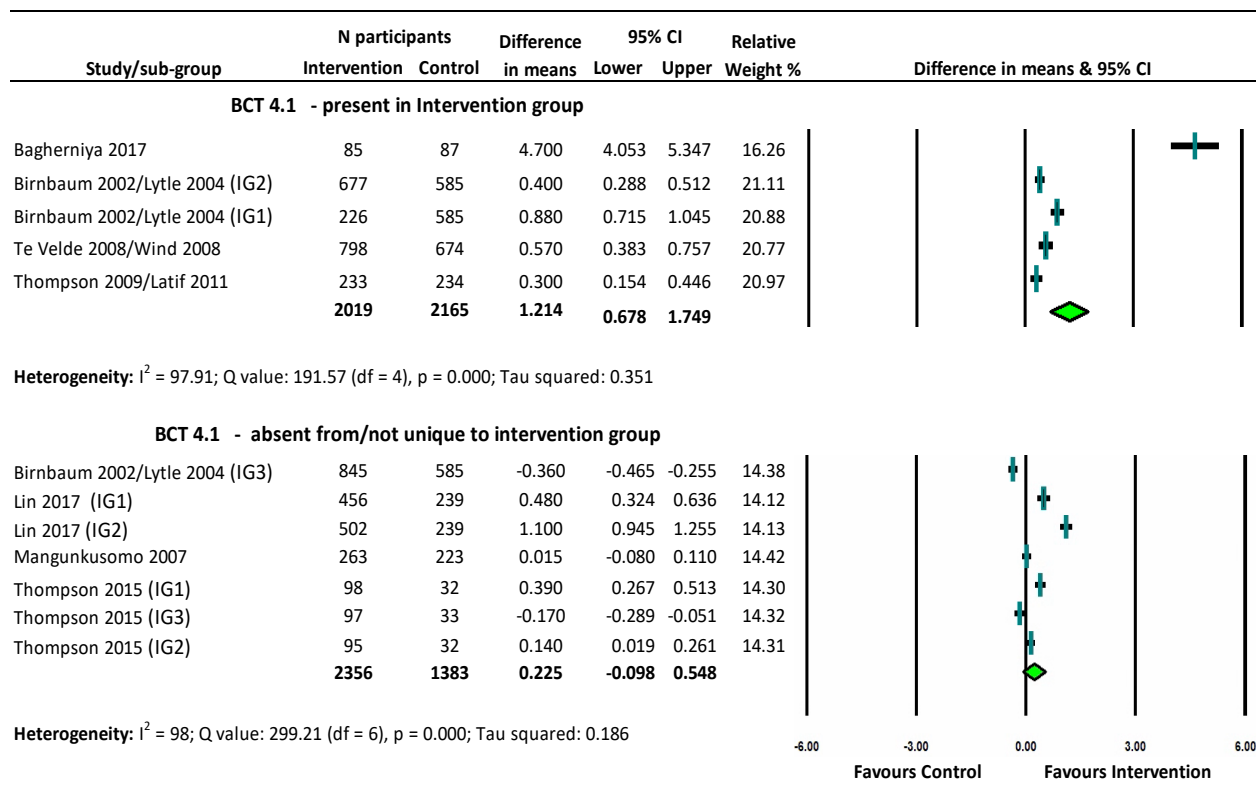 N participants Difference 95% CI Relative
Study/sub-group Intervention Control in means Lower Upper Weight % Difference in means & 95% CI
BCT 4.1 - present in Intervention group
Bagherniya 2017 85 87 4.700 4.053 5.347 16.26
Birnbaum 2002/Lytle 2004 (IG2) 677 585 0.400 0.288 0.512 21.11
Birnbaum 2002/Lytle 2004 (IG1) 226 585 0.880 0.715 1.045 20.88
Te Velde 2008/Wind 2008 798 674 0.570 0.383 0.757 20.77
Thompson 2009/Latif 2011 233 234 0.300 0.154 0.446 20.97
2019 2165 1.214 0.678 1.749
Heterogeneity: I² = 97.91; Q value: 191.57 (df = 4), p = 0.000; Tau squared: 0.351
BCT 4.1 - absent from/not unique to intervention group
Birnbaum 2002/Lytle 2004 (IG3) 845 585 -0.360 -0.465 -0.255 14.38
Lin 2017 (IG1) 456 239 0.480 0.324 0.636 14.12
Lin 2017 (IG2) 502 239 1.100 0.945 1.255 14.13
Mangunkusomo 2007 263 223 0.015 -0.080 0.110 14.42
Thompson 2015 (IG1) 98 32 0.390 0.267 0.513 14.30
Thompson 2015 (IG3) 97 33 -0.170 -0.289 -0.051 14.32
Thompson 2015 (IG2) 95 32 0.140 0.019 0.261 14.31
2356 1383 0.225 -0.098 0.548
Heterogeneity: I² = 98; Q value: 299.21 (df = 6), p = 0.000; Tau squared: 0.186
-6.00 -3.00 0.00 3.00 6.00
Favours Control Favours Intervention